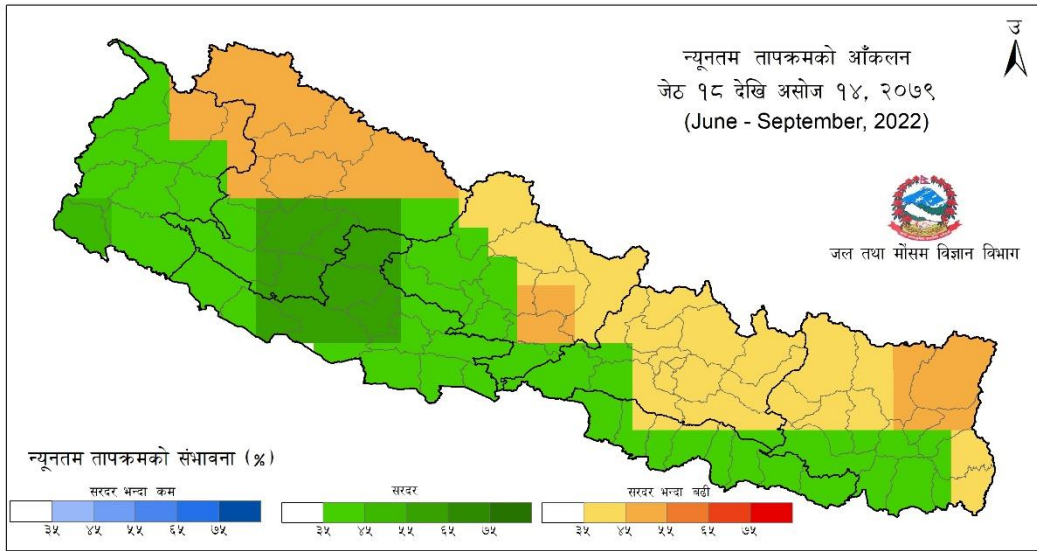 न्यूनतम तापक्रमको आँकलन
जेठ १८ देखि असोज १४, २०७९
(June - September, 2022)
उ
जल तथा मौसम विज्ञान विभाग
न्यूनतम तापक्रमको संभावना (%)
सरदर भन्दा कम
३५ ४५ ५५ ६५ ७५
सरदर
३५ ४५ ५५ ६५ ७५
सरदर भन्दा बढी
३५ ४५ ५५ ६५ ७५